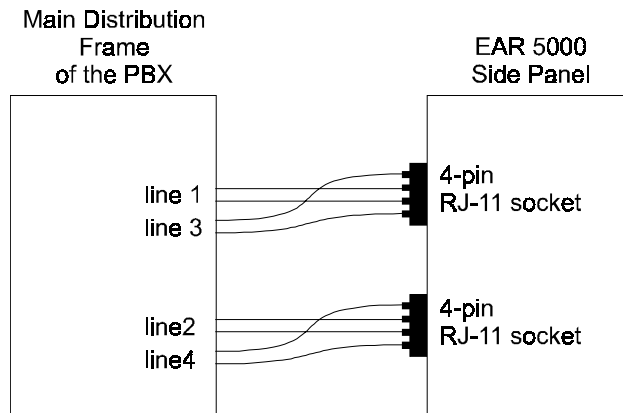 Main Distribution
Frame
of the PBX
EAR 5000
Side Panel
line 1
line 3
4-pin
RJ-11 socket
line2
line4
4-pin
RJ-11 socket